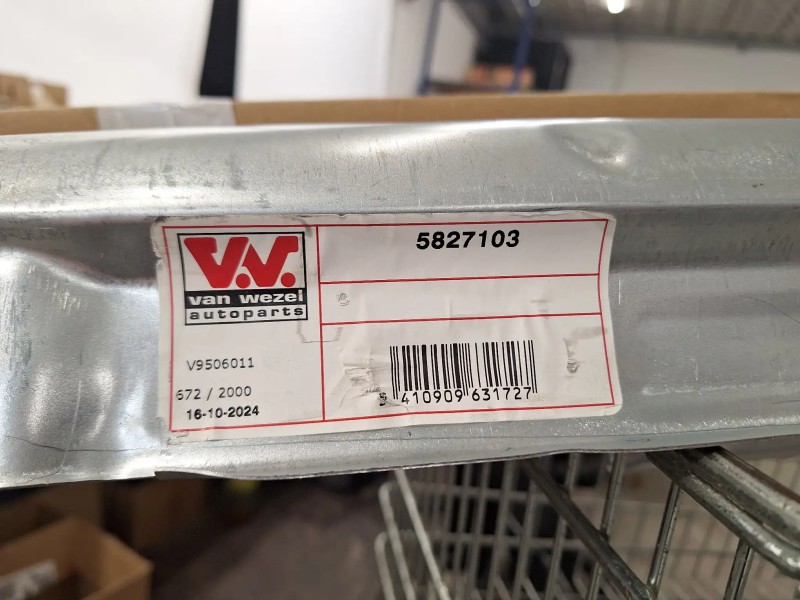 5827103
V.V.
van wezel
autoparts
V9506011
672 / 2000
16-10-2024
5 410909 631727